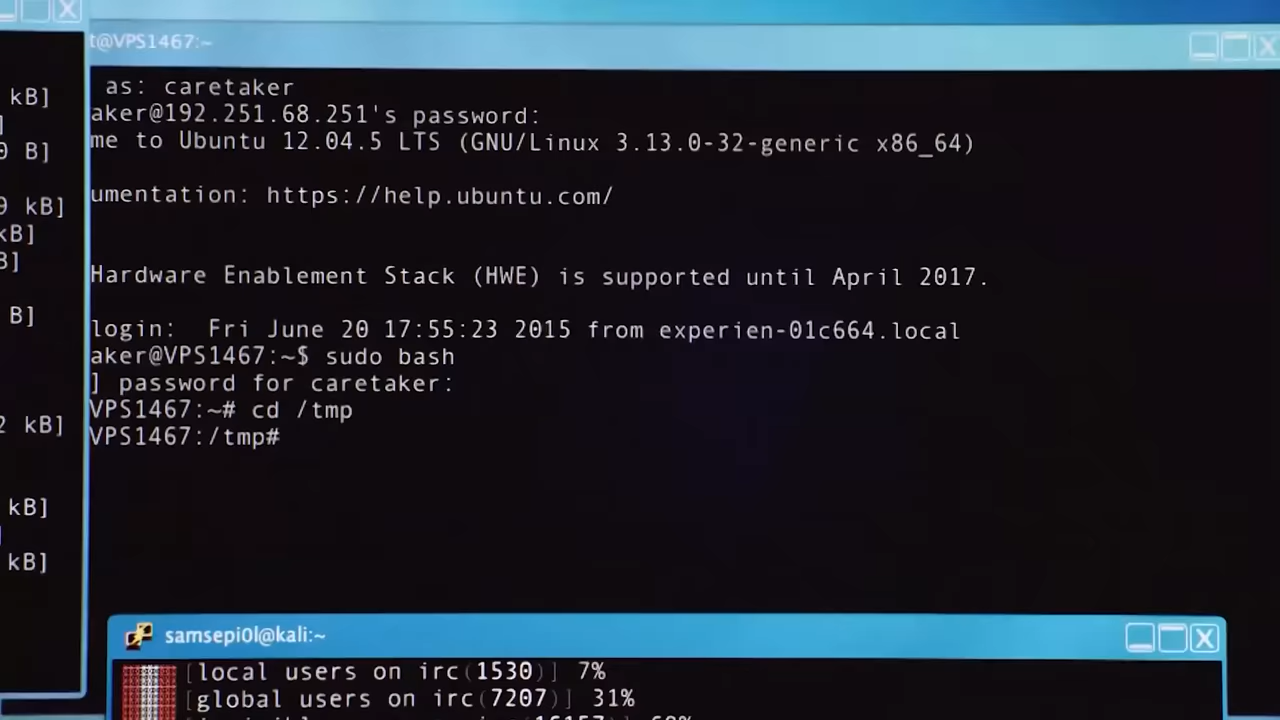 kB]
]
0 B]
9 kB]
kB]
B]
B]
2 kB]
kB]
kB]
t@VPS1467:~
as: caretaker
aker@192.251.68.251's password:
me to Ubuntu 12.04.5 LTS (GNU/Linux 3.13.0-32-generic x86_64)
umentation: https://help.ubuntu.com/
Hardware Enablement Stack (HWE) is supported until April 2017.
login:  Fri June 20 17:55:23 2015 from experien-01c664.local
aker@VPS1467:~$ sudo bash
] password for caretaker:
VPS1467:~# cd /tmp
VPS1467:/tmp#
samsepi0l@kali:~
[local users on irc(1530)] 7%
[global users on irc(7207)] 31%